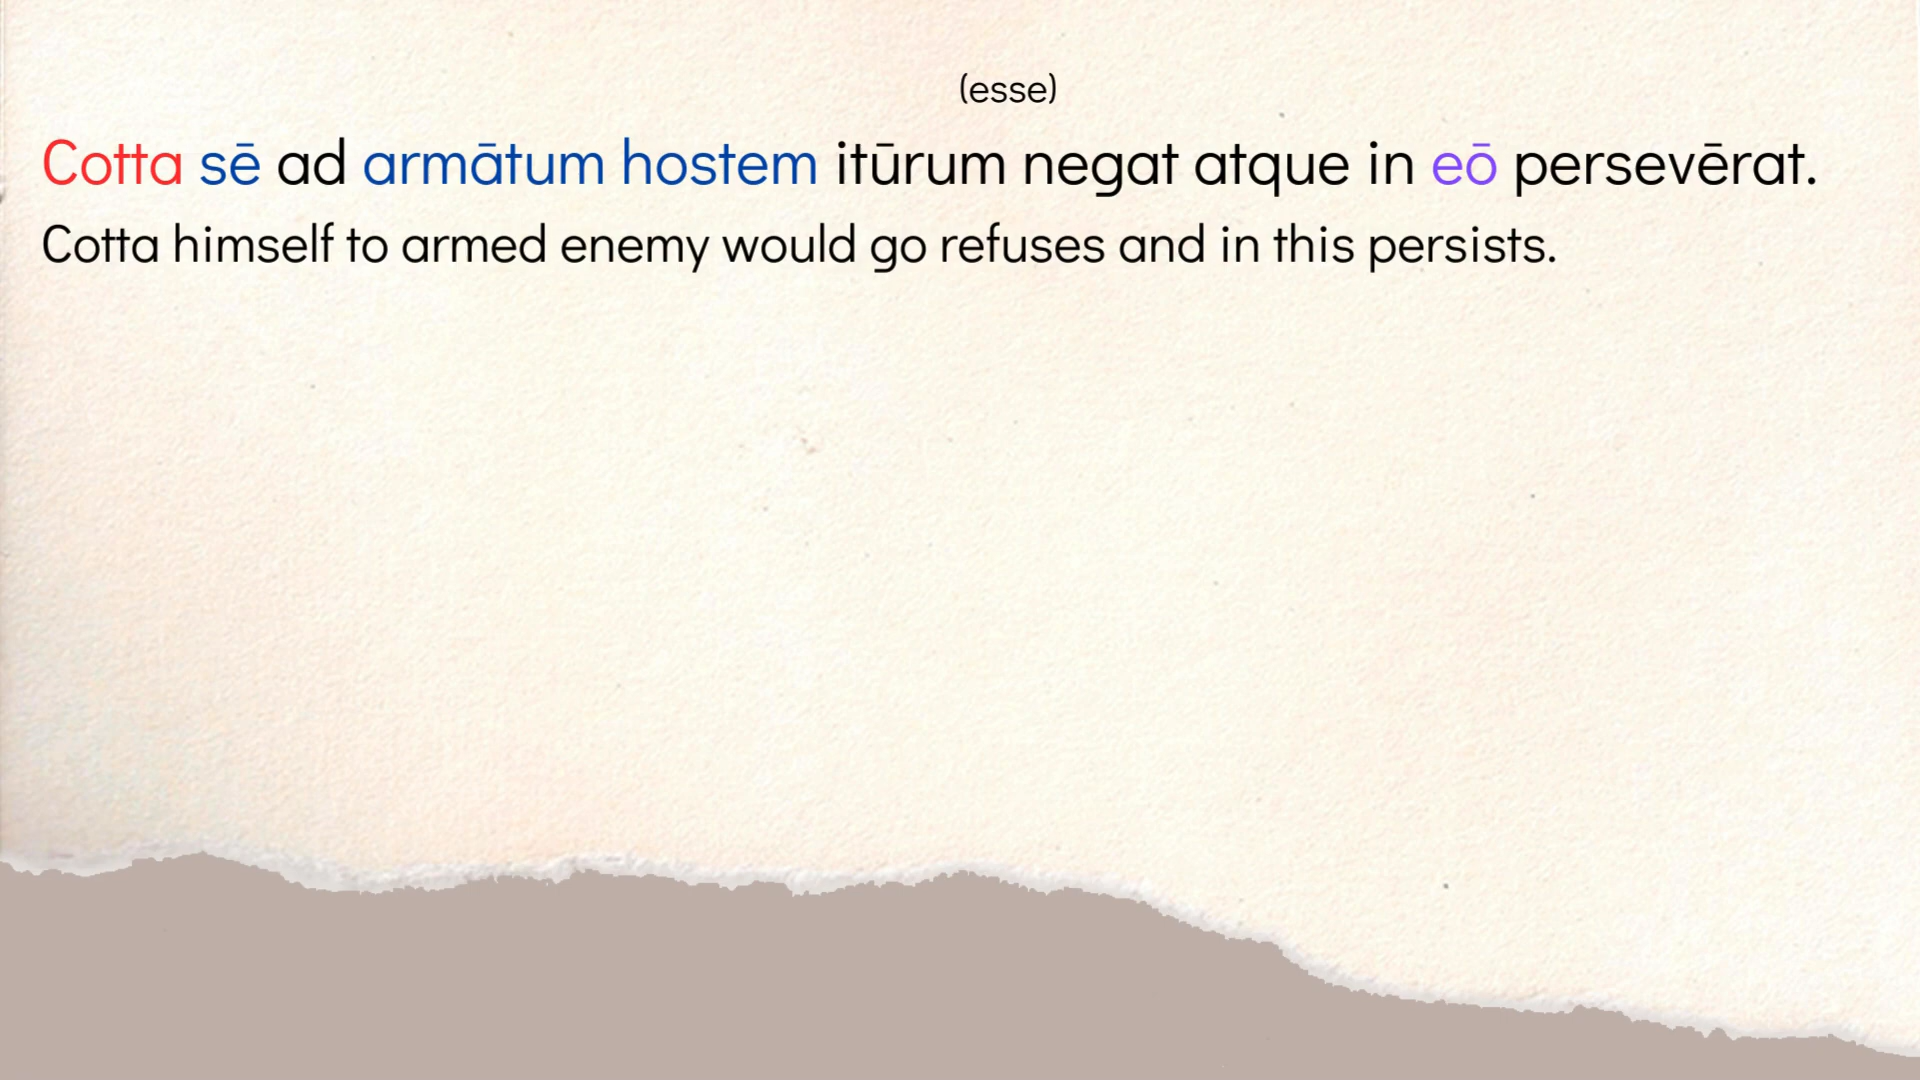 (esse)
Cotta sē ad armātum hostem itūrum negat atque in eō persevērat.
Cotta himself to armed enemy would go refuses and in this persists.